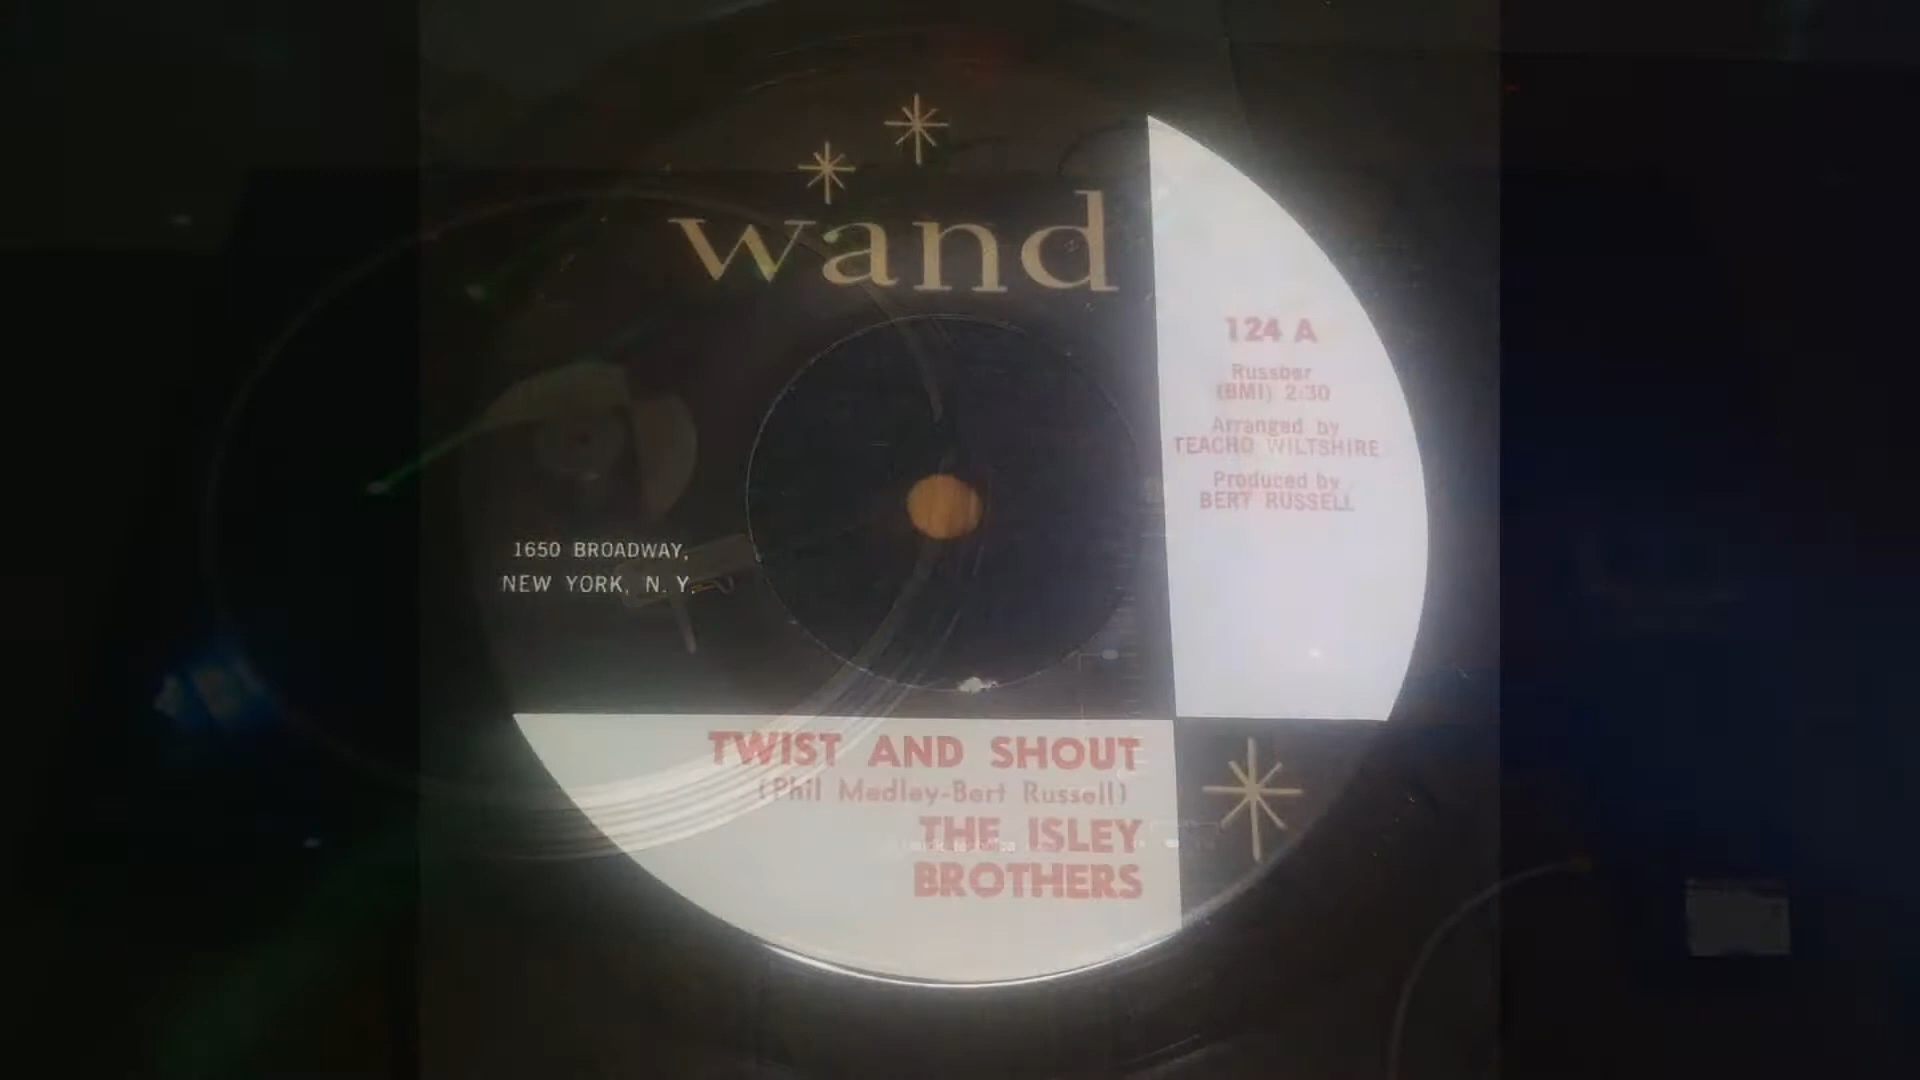 wand
124 A
Russber
(BMI) 2:30
Arranged by
TEACHO WILTSHIRE
Produced by
BERT RUSSELL
1650 BROADWAY,
NEW YORK, N. Y.
TWIST AND SHOUT
(Phil Medley-Bert Russell)
THE ISLEY
BROTHERS